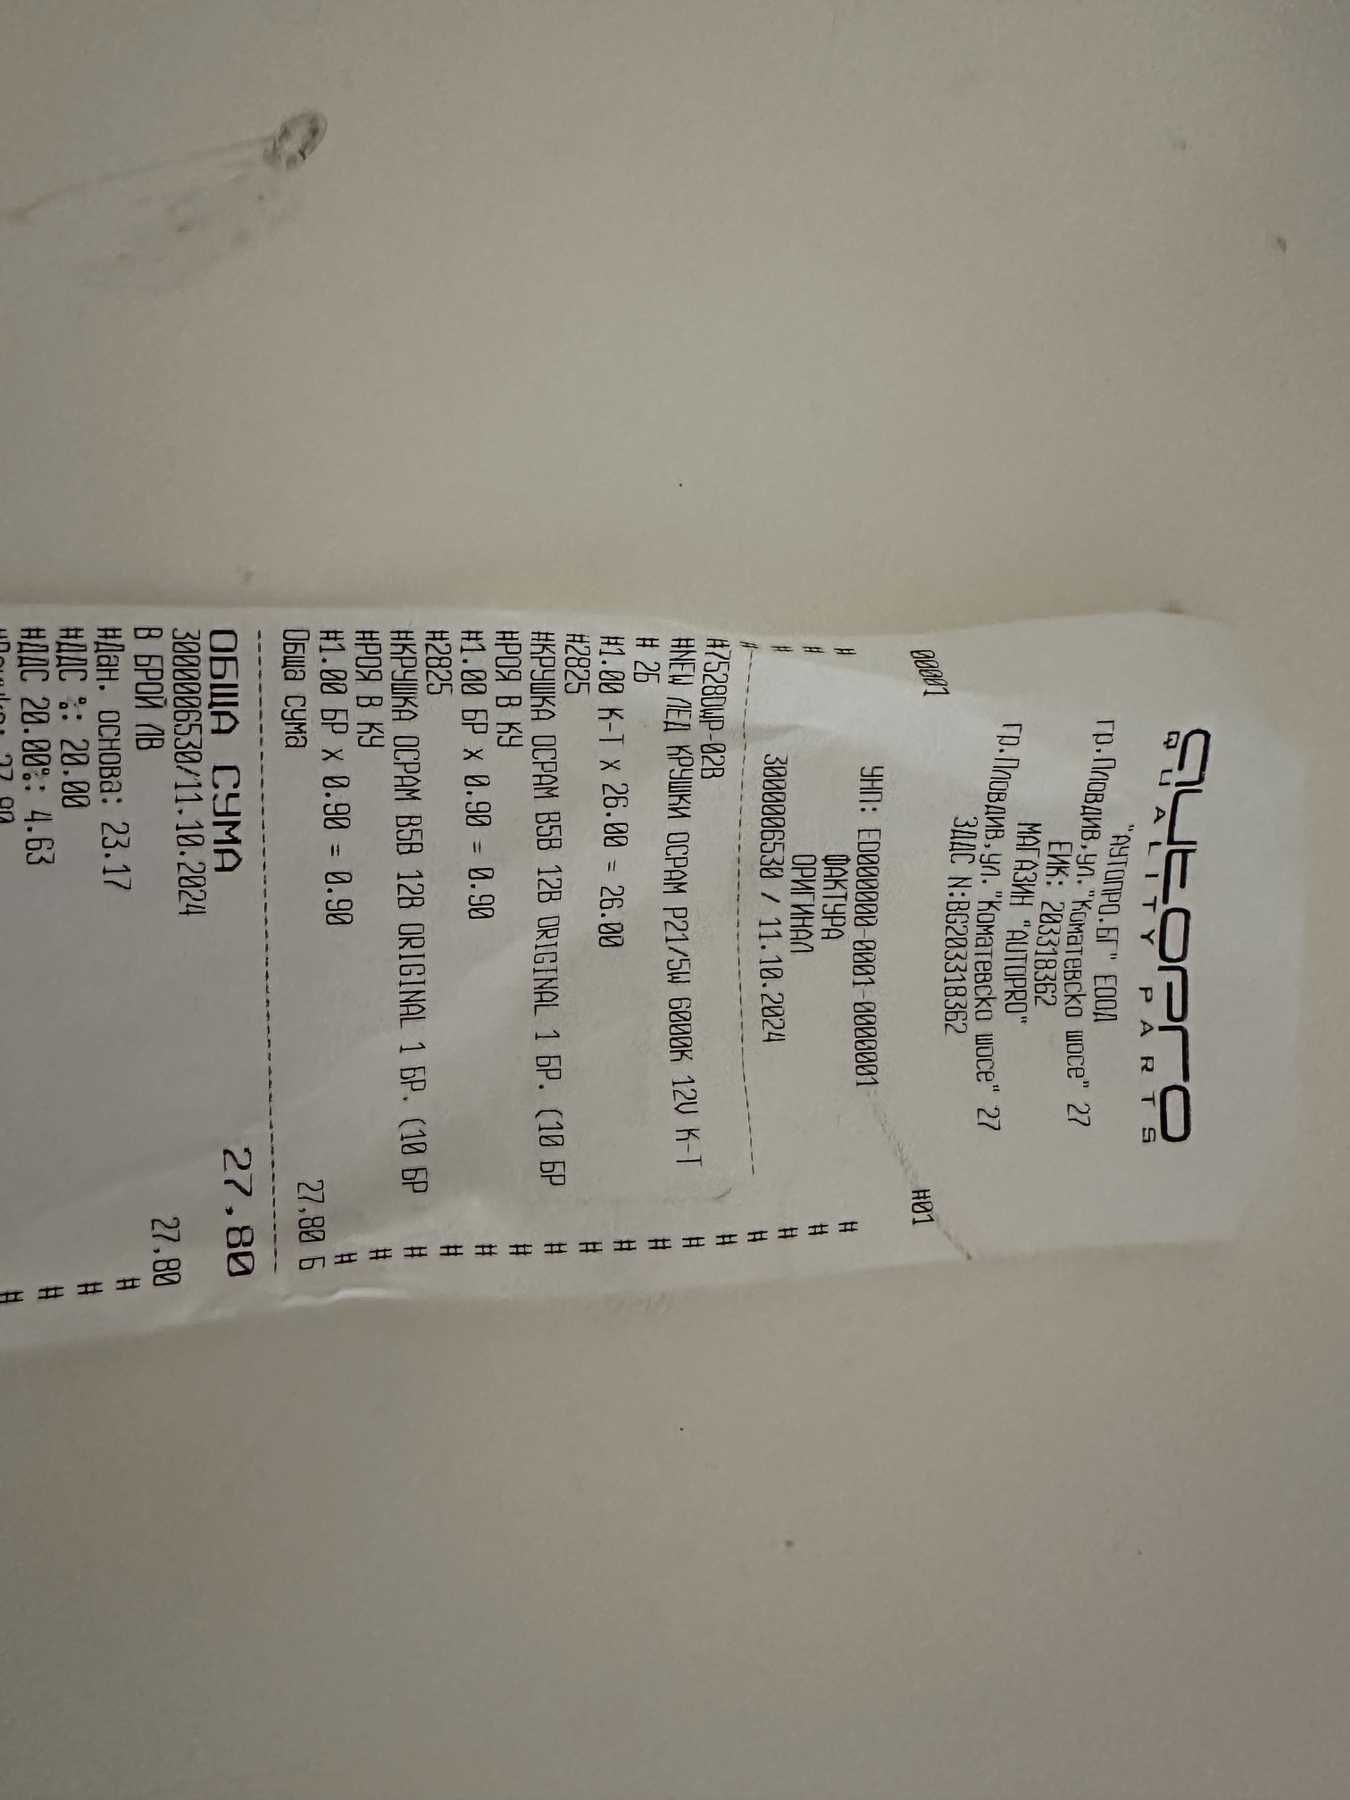 autopro
QUALITY PARTS
"АУТОПРО.БГ" ЕООД
гр.Пловдив,ул."Коматевско шосе" 27
ЕИК: 203318362
МАГАЗИН "AUTOPRO"
гр.Пловдив,ул."Коматевско шосе" 27
ЗДДС N:BG203318362
00001 #01
УНП: ED000000-0001-0000001
# ФАКТУРА #
# ОРИГИНАЛ #
# 3000006530 / 11.10.2024 #
#------------------------------ #
#7528DWP-02B #
#NEW ЛЕД КРУШКИ ОСРАМ P21/5W 6000K 12V К-Т #
# 2Б #
#1.00 К-Т x 26.00 = 26.00 #
#2825 #
#КРУШКА ОСРАМ В5В 12В ORIGINAL 1 БР. (10 БР #
#РОЯ В КУ #
#1.00 БР x 0.90 = 0.90 #
#2825 #
#КРУШКА ОСРАМ В5В 12В ORIGINAL 1 БР. (10 БР #
#РОЯ В КУ #
#1.00 БР x 0.90 = 0.90 #
Обща сума 27.80 Б
------------------------------
ОБЩА СУМА 27.80
3000006530/11.10.2024
В БРОЙ ЛВ 27.80
#Дан. основа: 23.17 #
#ДДС %: 20.00 #
#ДДС 20.00%: 4.63 #